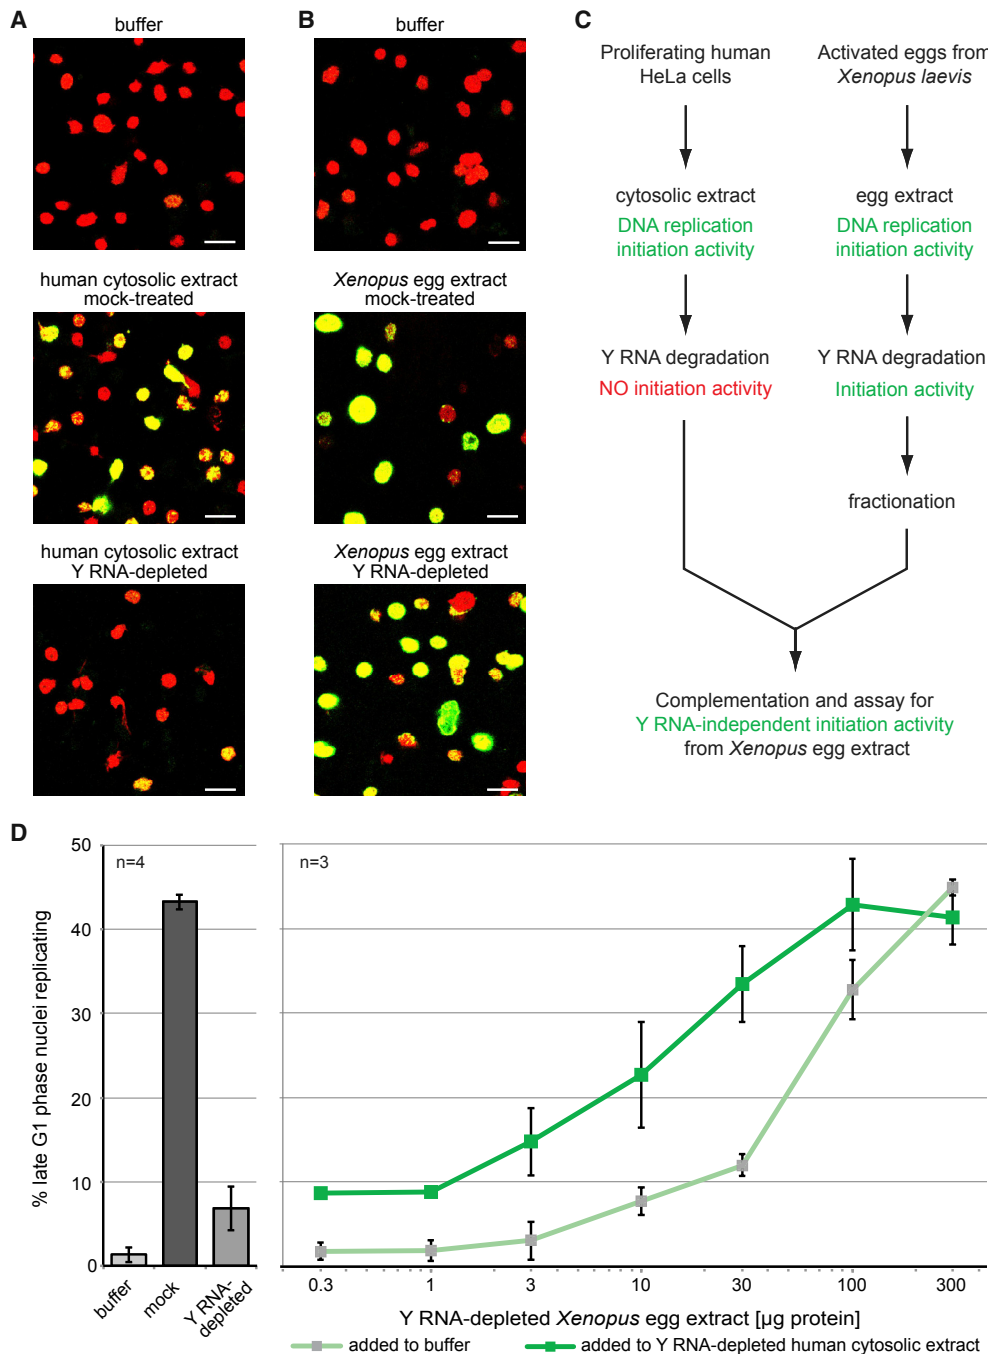 A
buffer
human cytosolic extract
mock-treated
human cytosolic extract
Y RNA-depleted
B
buffer
Xenopus egg extract
mock-treated
Xenopus egg extract
Y RNA-depleted
C
Proliferating human
HeLa cells
Activated eggs from
Xenopus laevis
cytosolic extract
DNA replication
initiation activity
egg extract
DNA replication
initiation activity
Y RNA degradation
NO initiation activity
Y RNA degradation
Initiation activity
fractionation
Complementation and assay for
Y RNA-independent initiation activity
from Xenopus egg extract
D
% late G1 phase nuclei replicating
50
40
30
20
10
0
n=4
buffer
mock
Y RNA-
depleted
n=3
0.3 1 3 10 30 100 300
Y RNA-depleted Xenopus egg extract [µg protein]
added to buffer
added to Y RNA-depleted human cytosolic extract